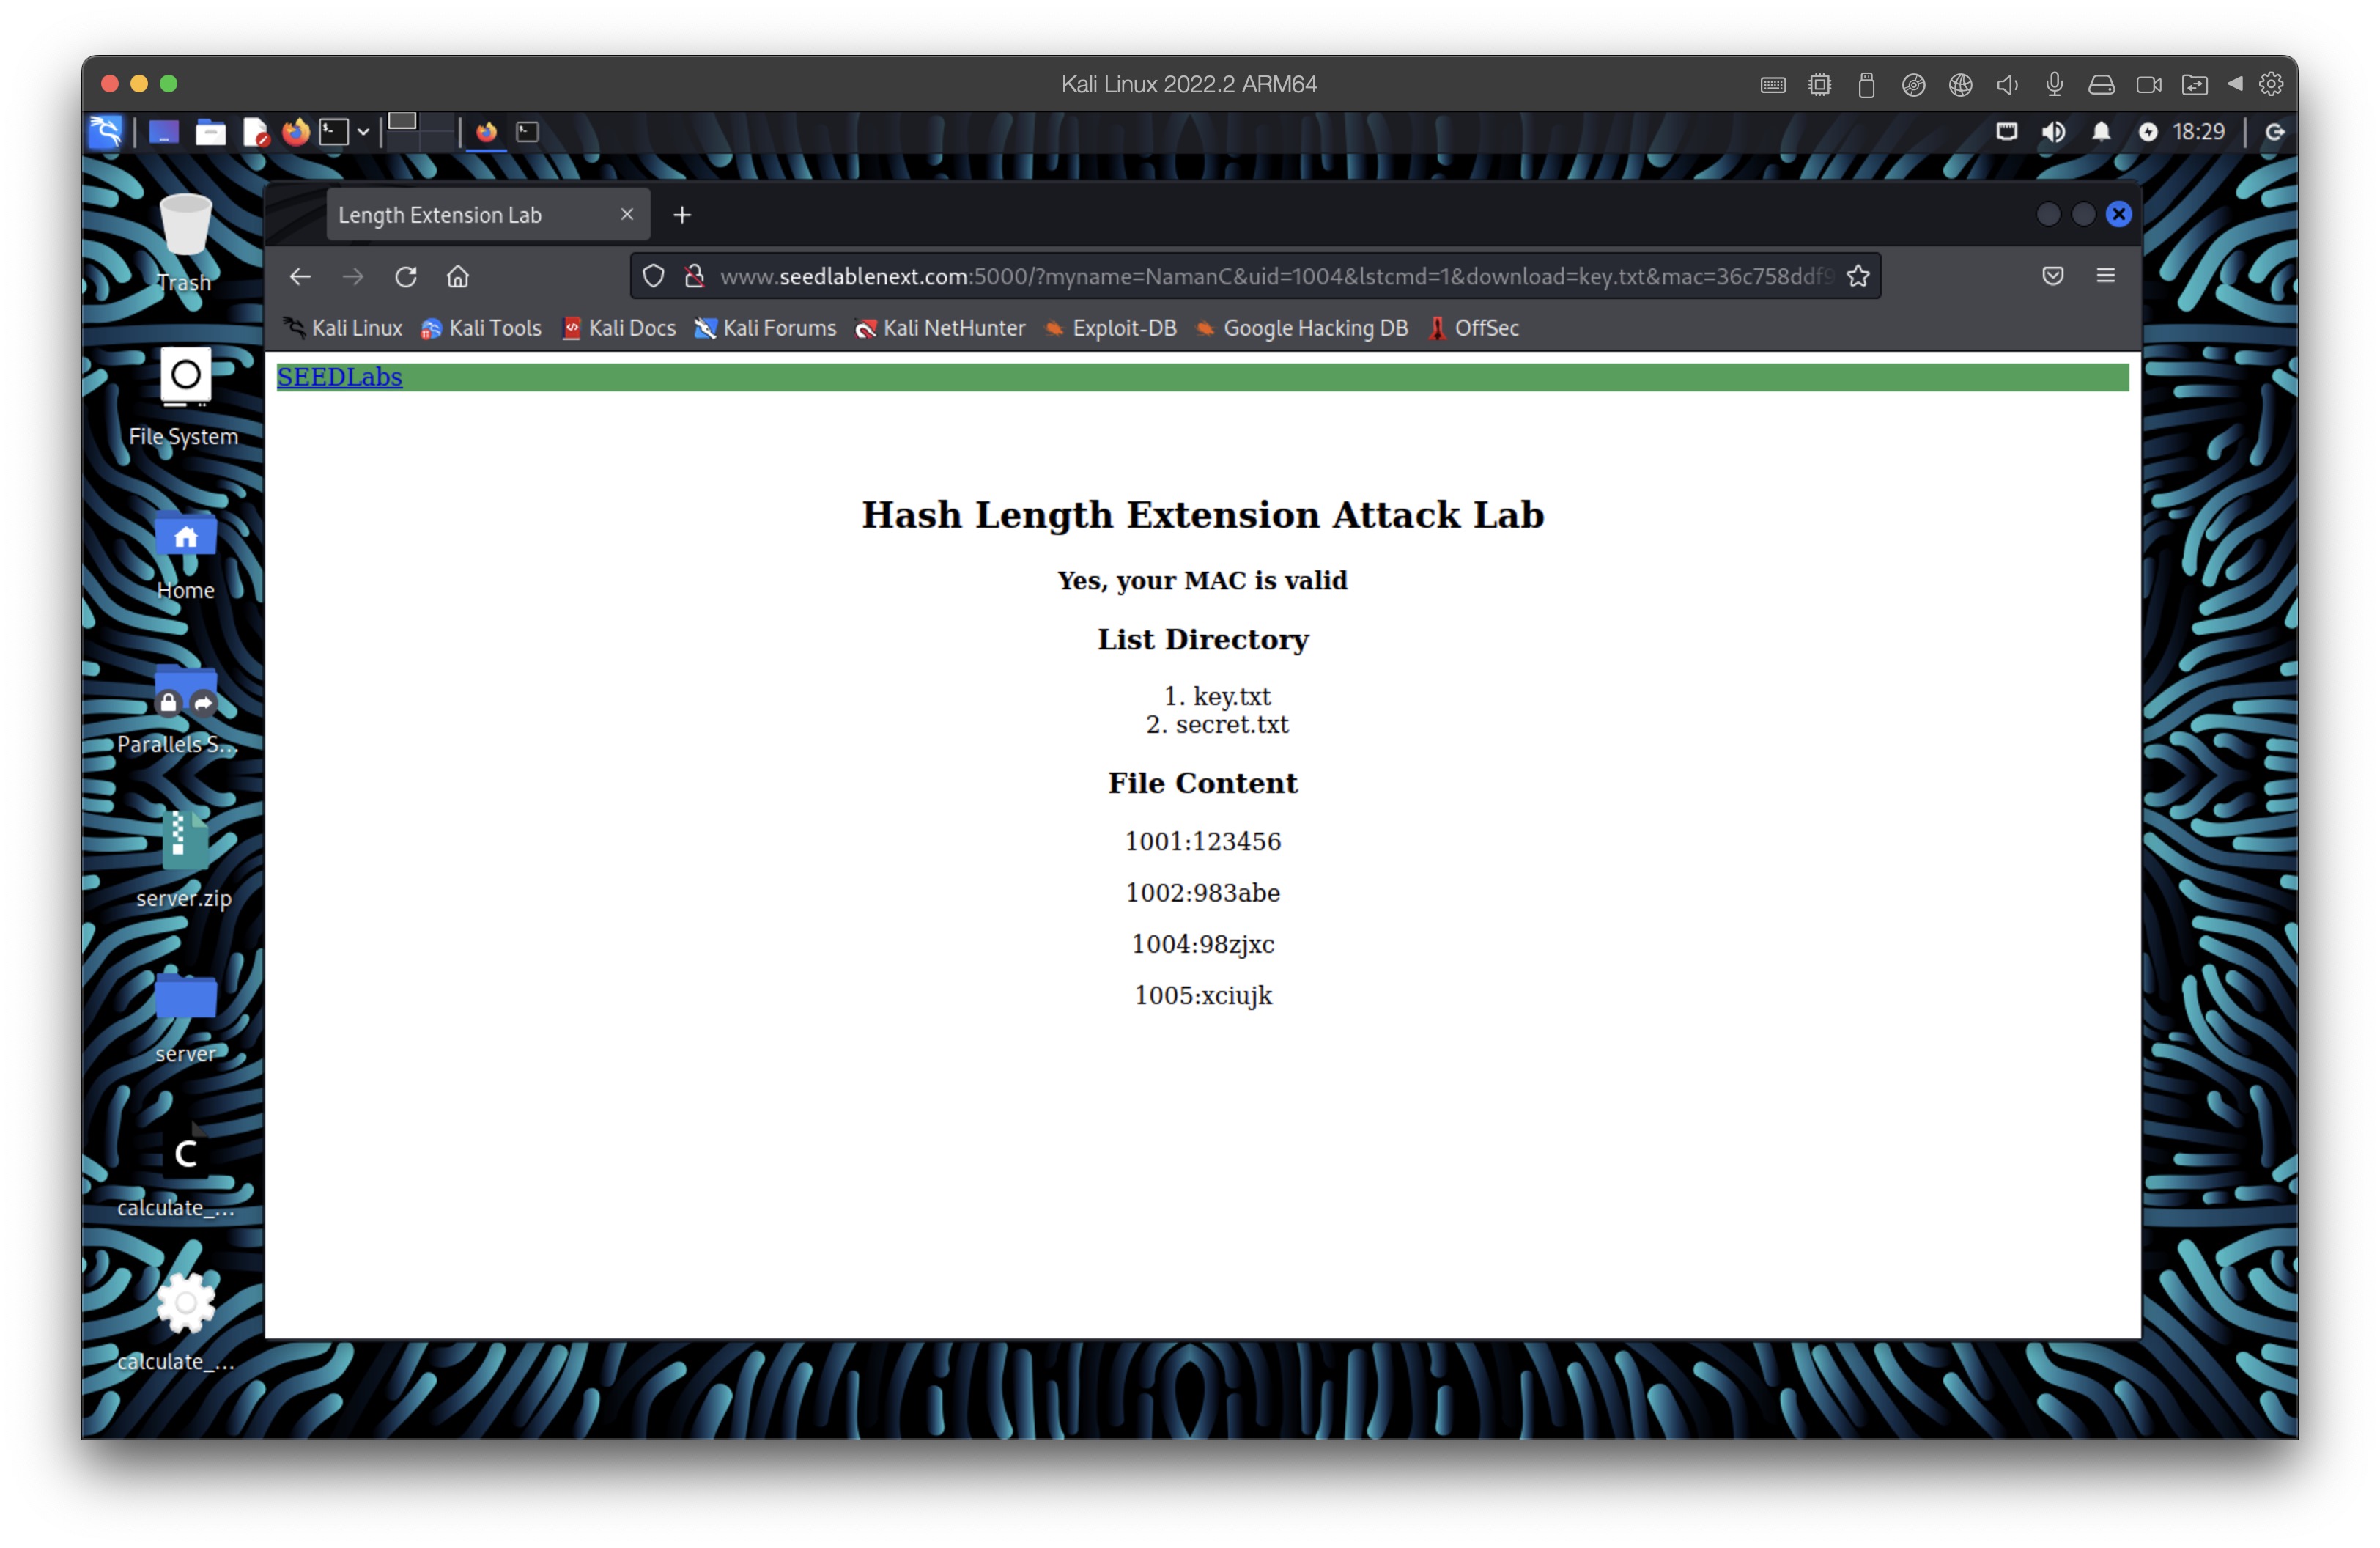 Kali Linux 2022.2 ARM64
18:29
Length Extension Lab
www.seedlablenext.com:5000/?myname=NamanC&uid=1004&lstcmd=1&download=key.txt&mac=36c758ddf9
Kali Linux Kali Tools Kali Docs Kali Forums Kali NetHunter Exploit-DB Google Hacking DB OffSec
SEEDLabs
Hash Length Extension Attack Lab
Yes, your MAC is valid
List Directory
1. key.txt
2. secret.txt
File Content
1001:123456
1002:983abe
1004:98zjxc
1005:xciujk
Trash
File System
Home
Parallels S...
server.zip
server
C
calculate_...
calculate_...